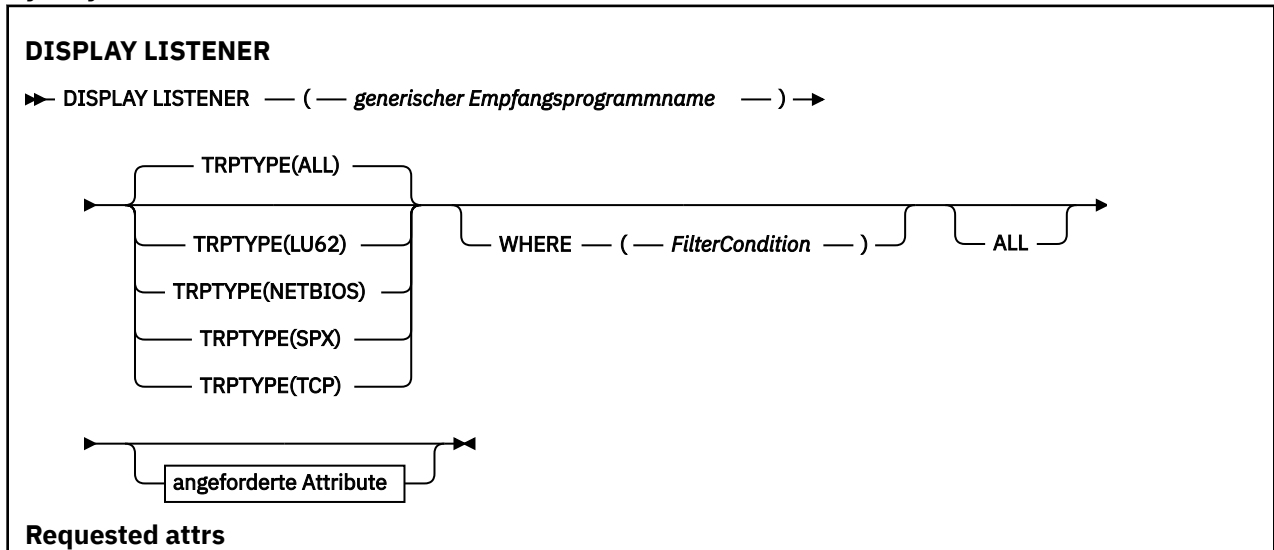 DISPLAY LISTENER
DISPLAY LISTENER ( generischer Empfangsprogrammname )
TRPTYPE(ALL)
TRPTYPE(LU62)
TRPTYPE(NETBIOS)
TRPTYPE(SPX)
TRPTYPE(TCP)
WHERE ( FilterCondition )
ALL
angeforderte Attribute
Requested attrs